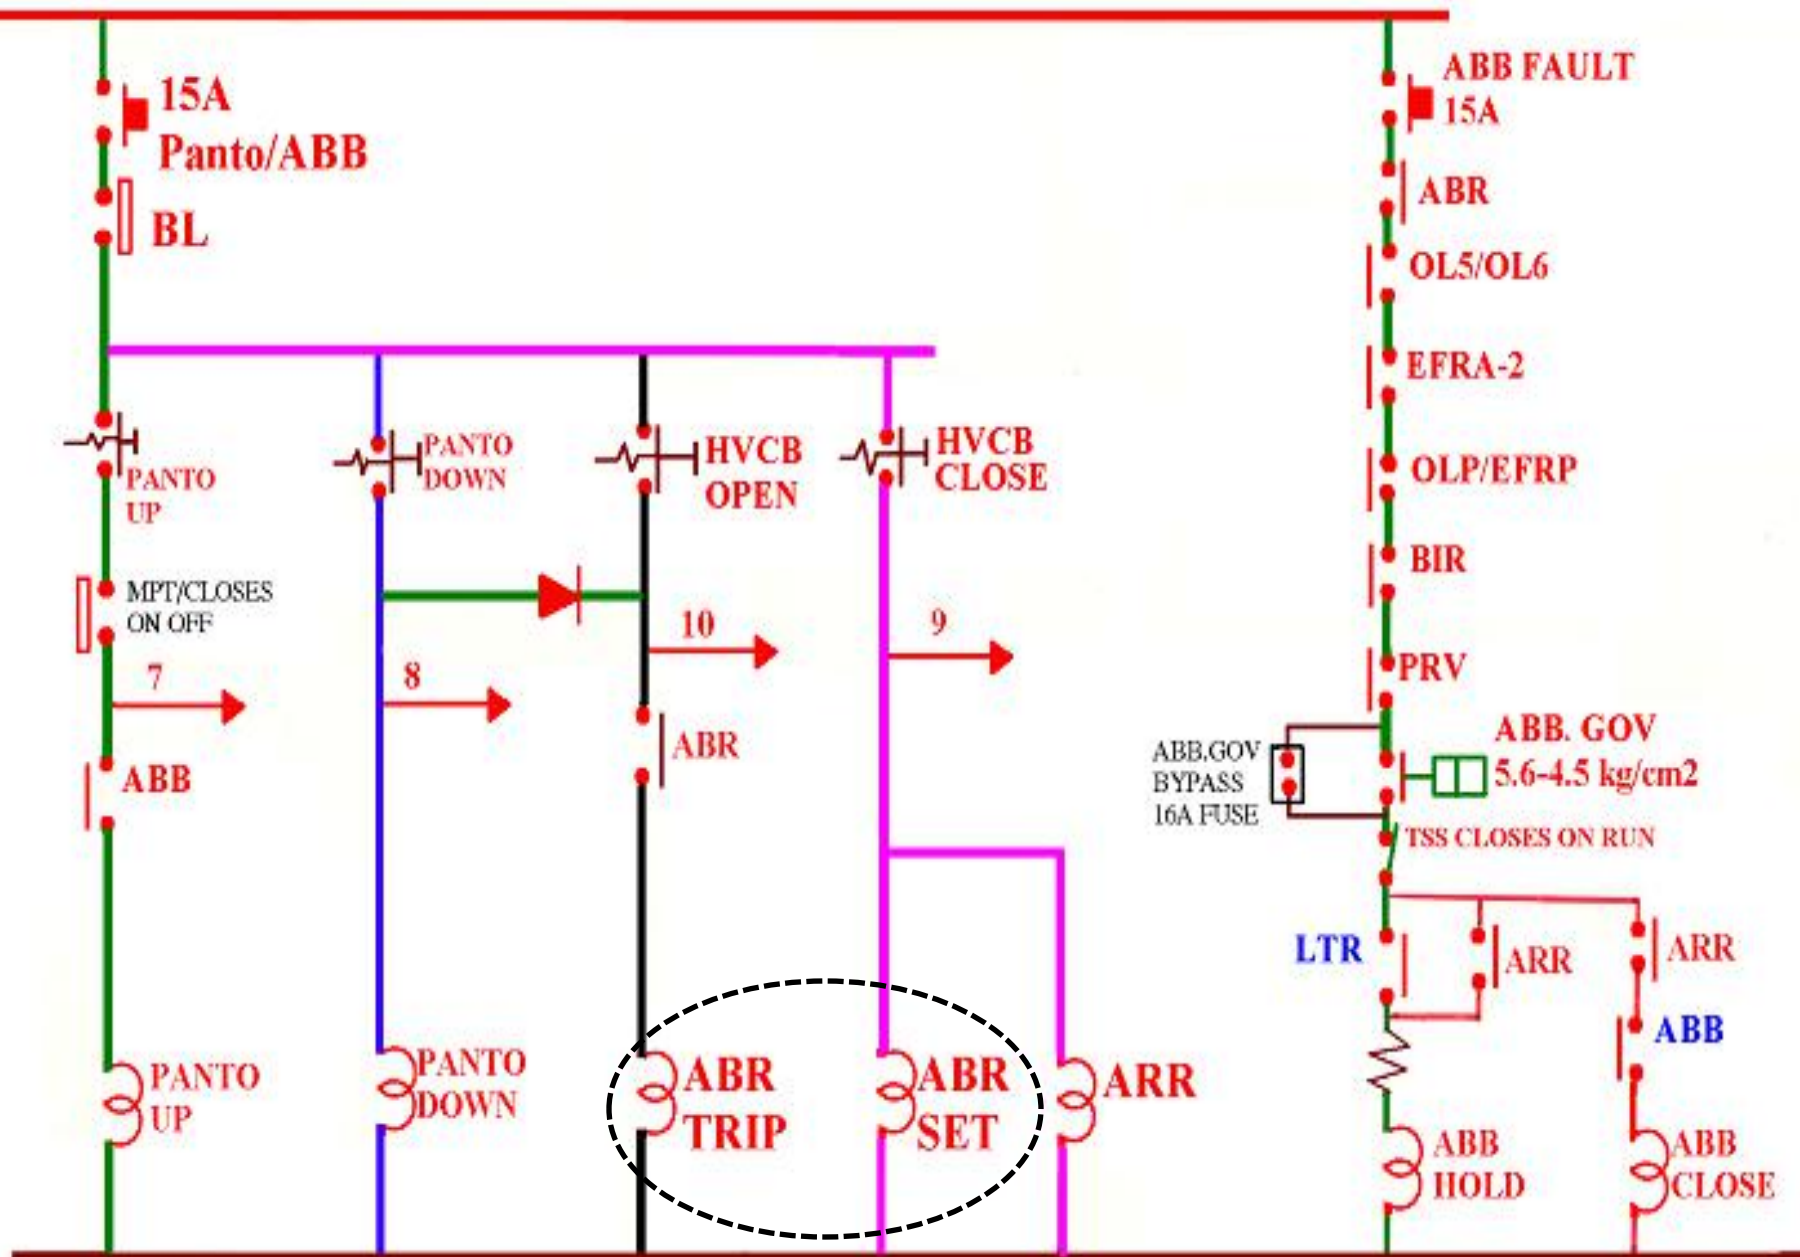 15A
Panto/ABB
BL
PANTO
UP
MPT/CLOSES
ON OFF
7
ABB
PANTO
UP
PANTO
DOWN
8
PANTO
DOWN
HVCB
OPEN
10
ABR
ABR
TRIP
HVCB
CLOSE
9
ABR
SET
ARR
ABB FAULT
15A
ABR
OL5/OL6
EFRA-2
OLP/EFRP
BIR
PRV
ABB.GOV
BYPASS
16A FUSE
ABB. GOV
5.6-4.5 kg/cm2
TSS CLOSES ON RUN
LTR
ARR
ARR
ABB
ABB
HOLD
ABB
CLOSE